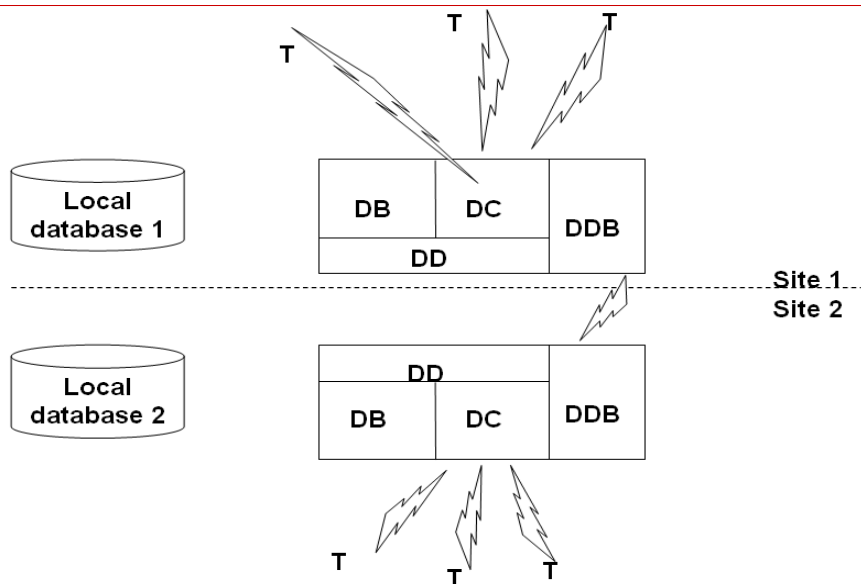 T
T
T
Local
database 1
DB
DC
DDB
DD
Site 1
Site 2
Local
database 2
DD
DB
DC
DDB
T
T
T